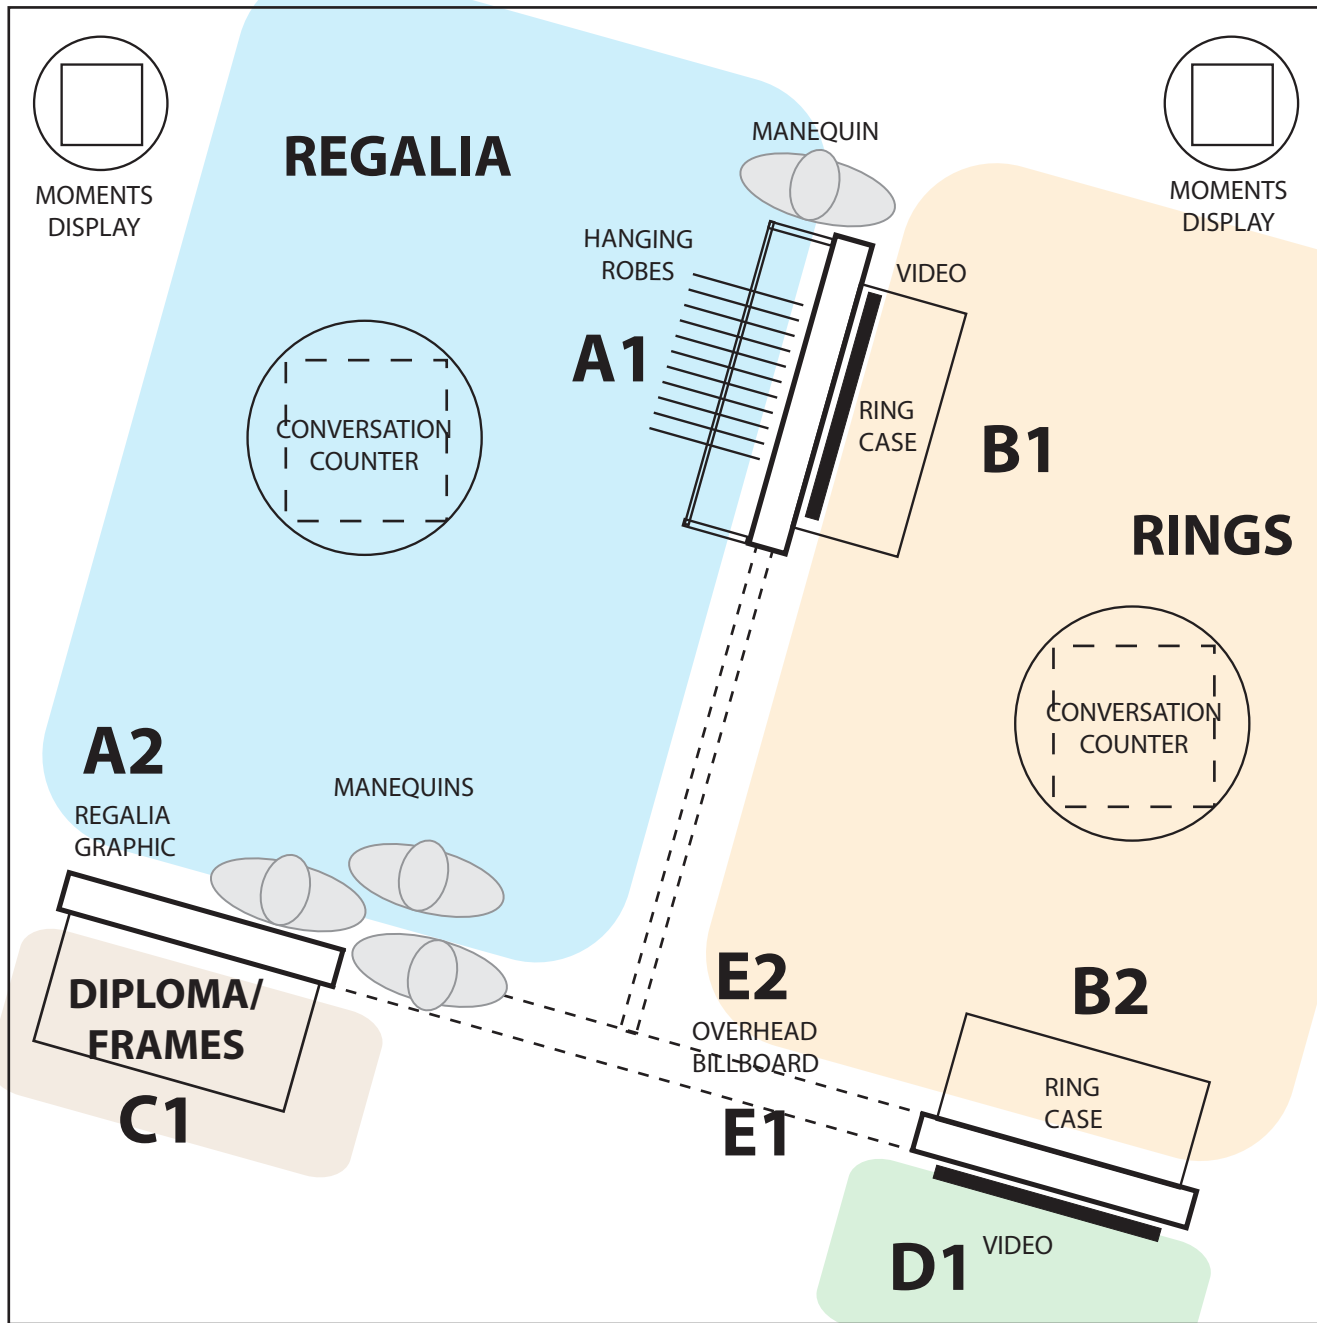 REGALIA
MOMENTS
DISPLAY
MANEQUIN
MOMENTS
DISPLAY
HANGING
ROBES
VIDEO
A1
RING
CASE
B1
CONVERSATION
COUNTER
RINGS
CONVERSATION
COUNTER
A2
REGALIA
GRAPHIC
MANEQUINS
DIPLOMA/
FRAMES
C1
E2
OVERHEAD
BILLBOARD
E1
B2
RING
CASE
D1
VIDEO